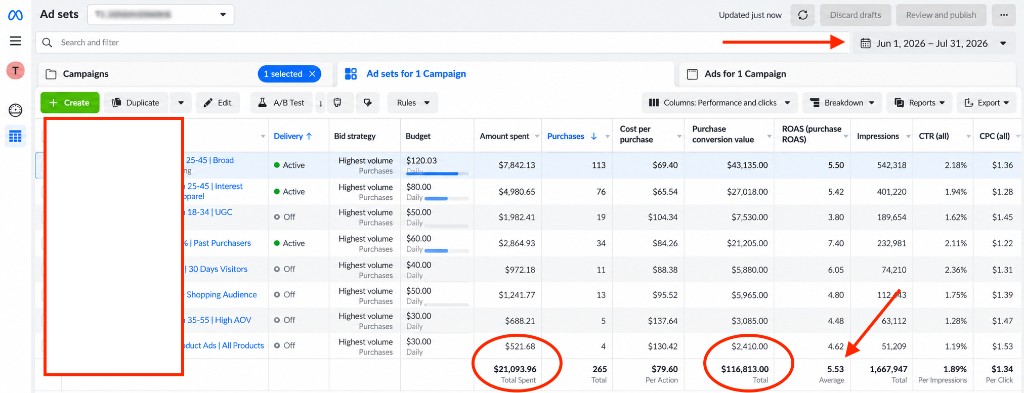 Ad sets
Updated just now
Discard drafts
Review and publish
Search and filter
Jun 1, 2026 – Jul 31, 2026
T
Campaigns
1 selected
Ad sets for 1 Campaign
Ads for 1 Campaign
+ Create
Duplicate
Edit
A/B Test
Rules
Columns: Performance and clicks
Breakdown
Reports
Export
Delivery ↑ Bid strategy Budget Amount spent Purchases ↓ Cost per purchase Purchase conversion value ROAS (purchase ROAS) Impressions CTR (all) CPC (all)
25-45 | Broad Active Highest volume $120.03 $7,842.13 113 $69.40 $43,135.00 5.50 542,318 2.18% $1.36
Purchases Daily
25-45 | Interest Active Highest volume $80.00 $4,980.65 76 $65.54 $27,018.00 5.42 401,220 1.94% $1.28
Purchases Daily
18-34 | UGC Off Highest volume $50.00 $1,982.41 19 $104.34 $7,530.00 3.80 189,654 1.62% $1.45
Purchases Daily
| Past Purchasers Active Highest volume $60.00 $2,864.93 34 $84.26 $21,205.00 7.40 232,981 2.11% $1.22
Purchases Daily
| 30 Days Visitors Off Highest volume $40.00 $972.18 11 $88.38 $5,880.00 6.05 74,210 2.36% $1.31
Purchases Daily
Shopping Audience Off Highest volume $50.00 $1,241.77 13 $95.52 $5,965.00 4.80 1.75% $1.39
Purchases Daily
35-55 | High AOV Off Highest volume $30.00 $688.21 5 $137.64 $3,085.00 4.48 63,112 1.28% $1.47
Purchases Daily
| All Products Off Highest volume $30.00 $521.68 4 $130.42 $2,410.00 4.62 51,209 1.19% $1.53
Purchases Daily
$21,093.96 265 $79.60 $116,813.00 5.53 1,667,947 1.89% $1.34
Total Spent Total Per Action Total Average Total Per Impressions Per Click